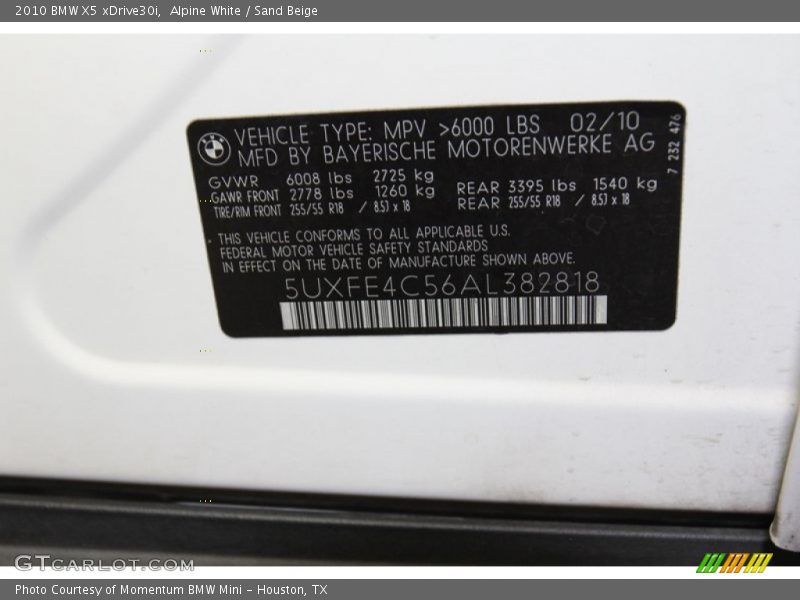 2010 BMW X5 xDrive30i, Alpine White / Sand Beige
VEHICLE TYPE: MPV >6000 LBS 02/10
MFD BY BAYERISCHE MOTORENWERKE AG
GVWR 6008 lbs 2725 kg
GAWR FRONT 2778 lbs 1260 kg REAR 3395 lbs 1540 kg
TIRE/RIM FRONT 255/55 R18 / 8.5J x 18 REAR 255/55 R18 / 8.5J x 18
THIS VEHICLE CONFORMS TO ALL APPLICABLE U.S.
FEDERAL MOTOR VEHICLE SAFETY STANDARDS
IN EFFECT ON THE DATE OF MANUFACTURE SHOWN ABOVE.
5UXFE4C56AL382818
7 232 476
GTCARLOT.COM
Photo Courtesy of Momentum BMW Mini - Houston, TX